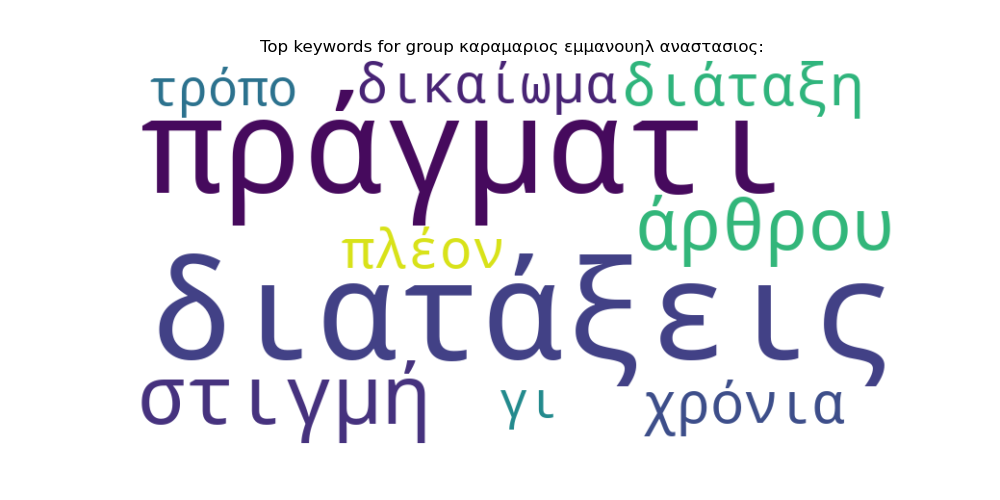 Top keywords for group καραμαριος εμμανουηλ αναστασιος:
τρόπο δικαίωμα διάταξη
πράγματι
άρθρου
πλέον
διατάξεις
στιγμή γι χρόνια